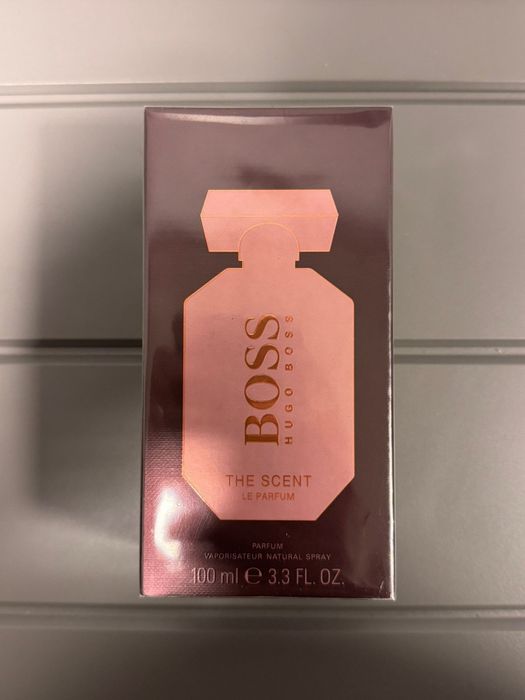 BOSS
HUGO BOSS
THE SCENT
LE PARFUM
PARFUM
VAPORISATEUR NATURAL SPRAY
100 ml ℮ 3.3 FL. OZ.